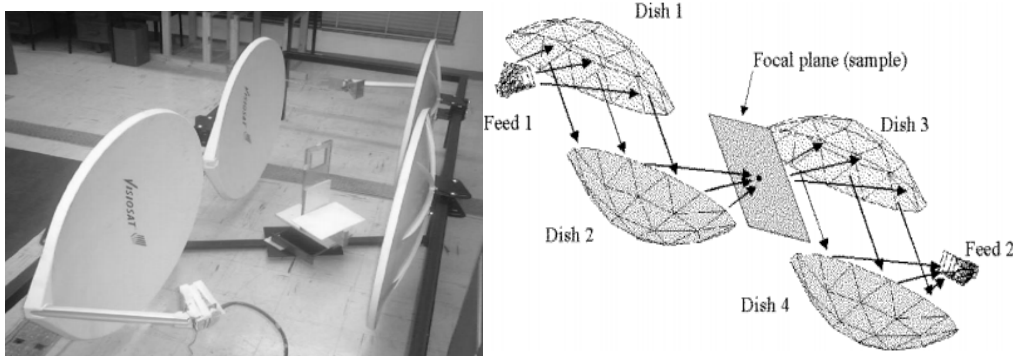 VISIOSAT
VISIOSAT
Dish 1
Focal plane (sample)
Feed 1
Dish 3
Dish 2
Feed 2
Dish 4